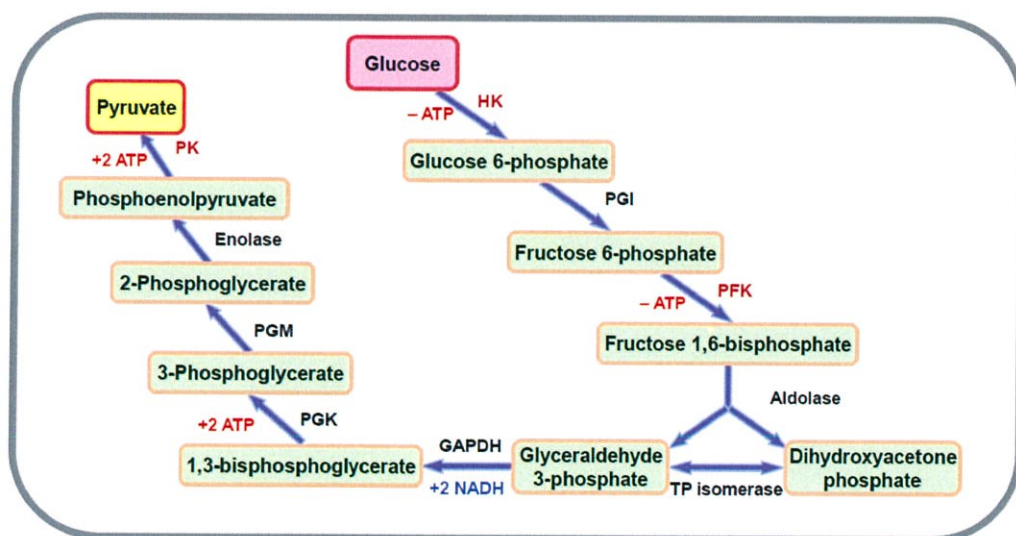 Glucose
HK
– ATP
Glucose 6-phosphate
PGI
Fructose 6-phosphate
– ATP
PFK
Fructose 1,6-bisphosphate
Aldolase
Glyceraldehyde
3-phosphate
Dihydroxyacetone
phosphate
TP isomerase
GAPDH
+2 NADH
1,3-bisphosphoglycerate
+2 ATP
PGK
3-Phosphoglycerate
PGM
2-Phosphoglycerate
Enolase
Phosphoenolpyruvate
+2 ATP
PK
Pyruvate